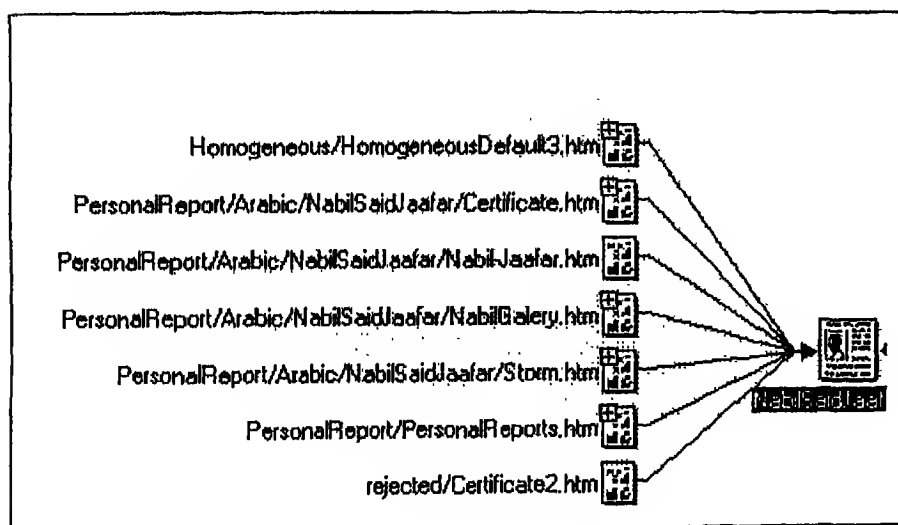 Homogeneous/HomogeneousDefault3.htm
PersonalReport/Arabic/NabilSaidJaafar/Certificate.htm
PersonalReport/Arabic/NabilSaidJaafar/Nabil-Jaafar.htm
PersonalReport/Arabic/NabilSaidJaafar/NabilGalery.htm
PersonalReport/Arabic/NabilSaidJaafar/Storm.htm
PersonalReport/PersonalReports.htm
rejected/Certificate2.htm
NabilSaidJaaf